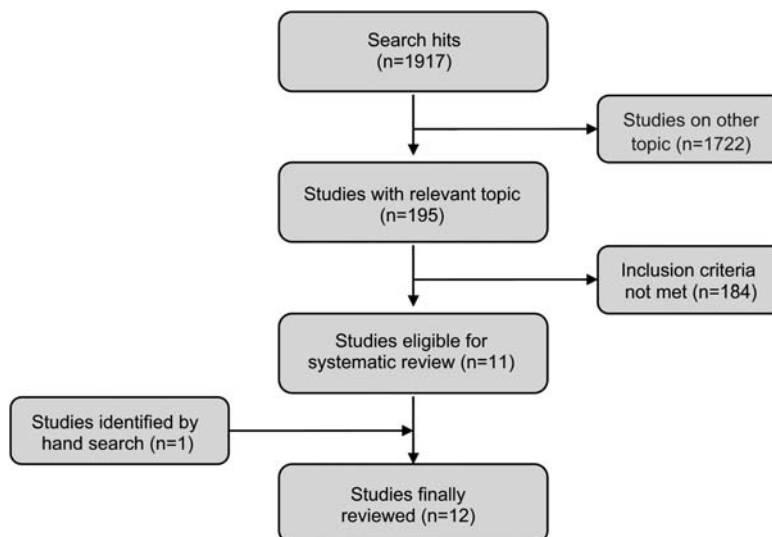 Search hits
(n=1917)
Studies on other
topic (n=1722)
Studies with relevant topic
(n=195)
Inclusion criteria
not met (n=184)
Studies eligible for
systematic review (n=11)
Studies identified by
hand search (n=1)
Studies finally
reviewed (n=12)